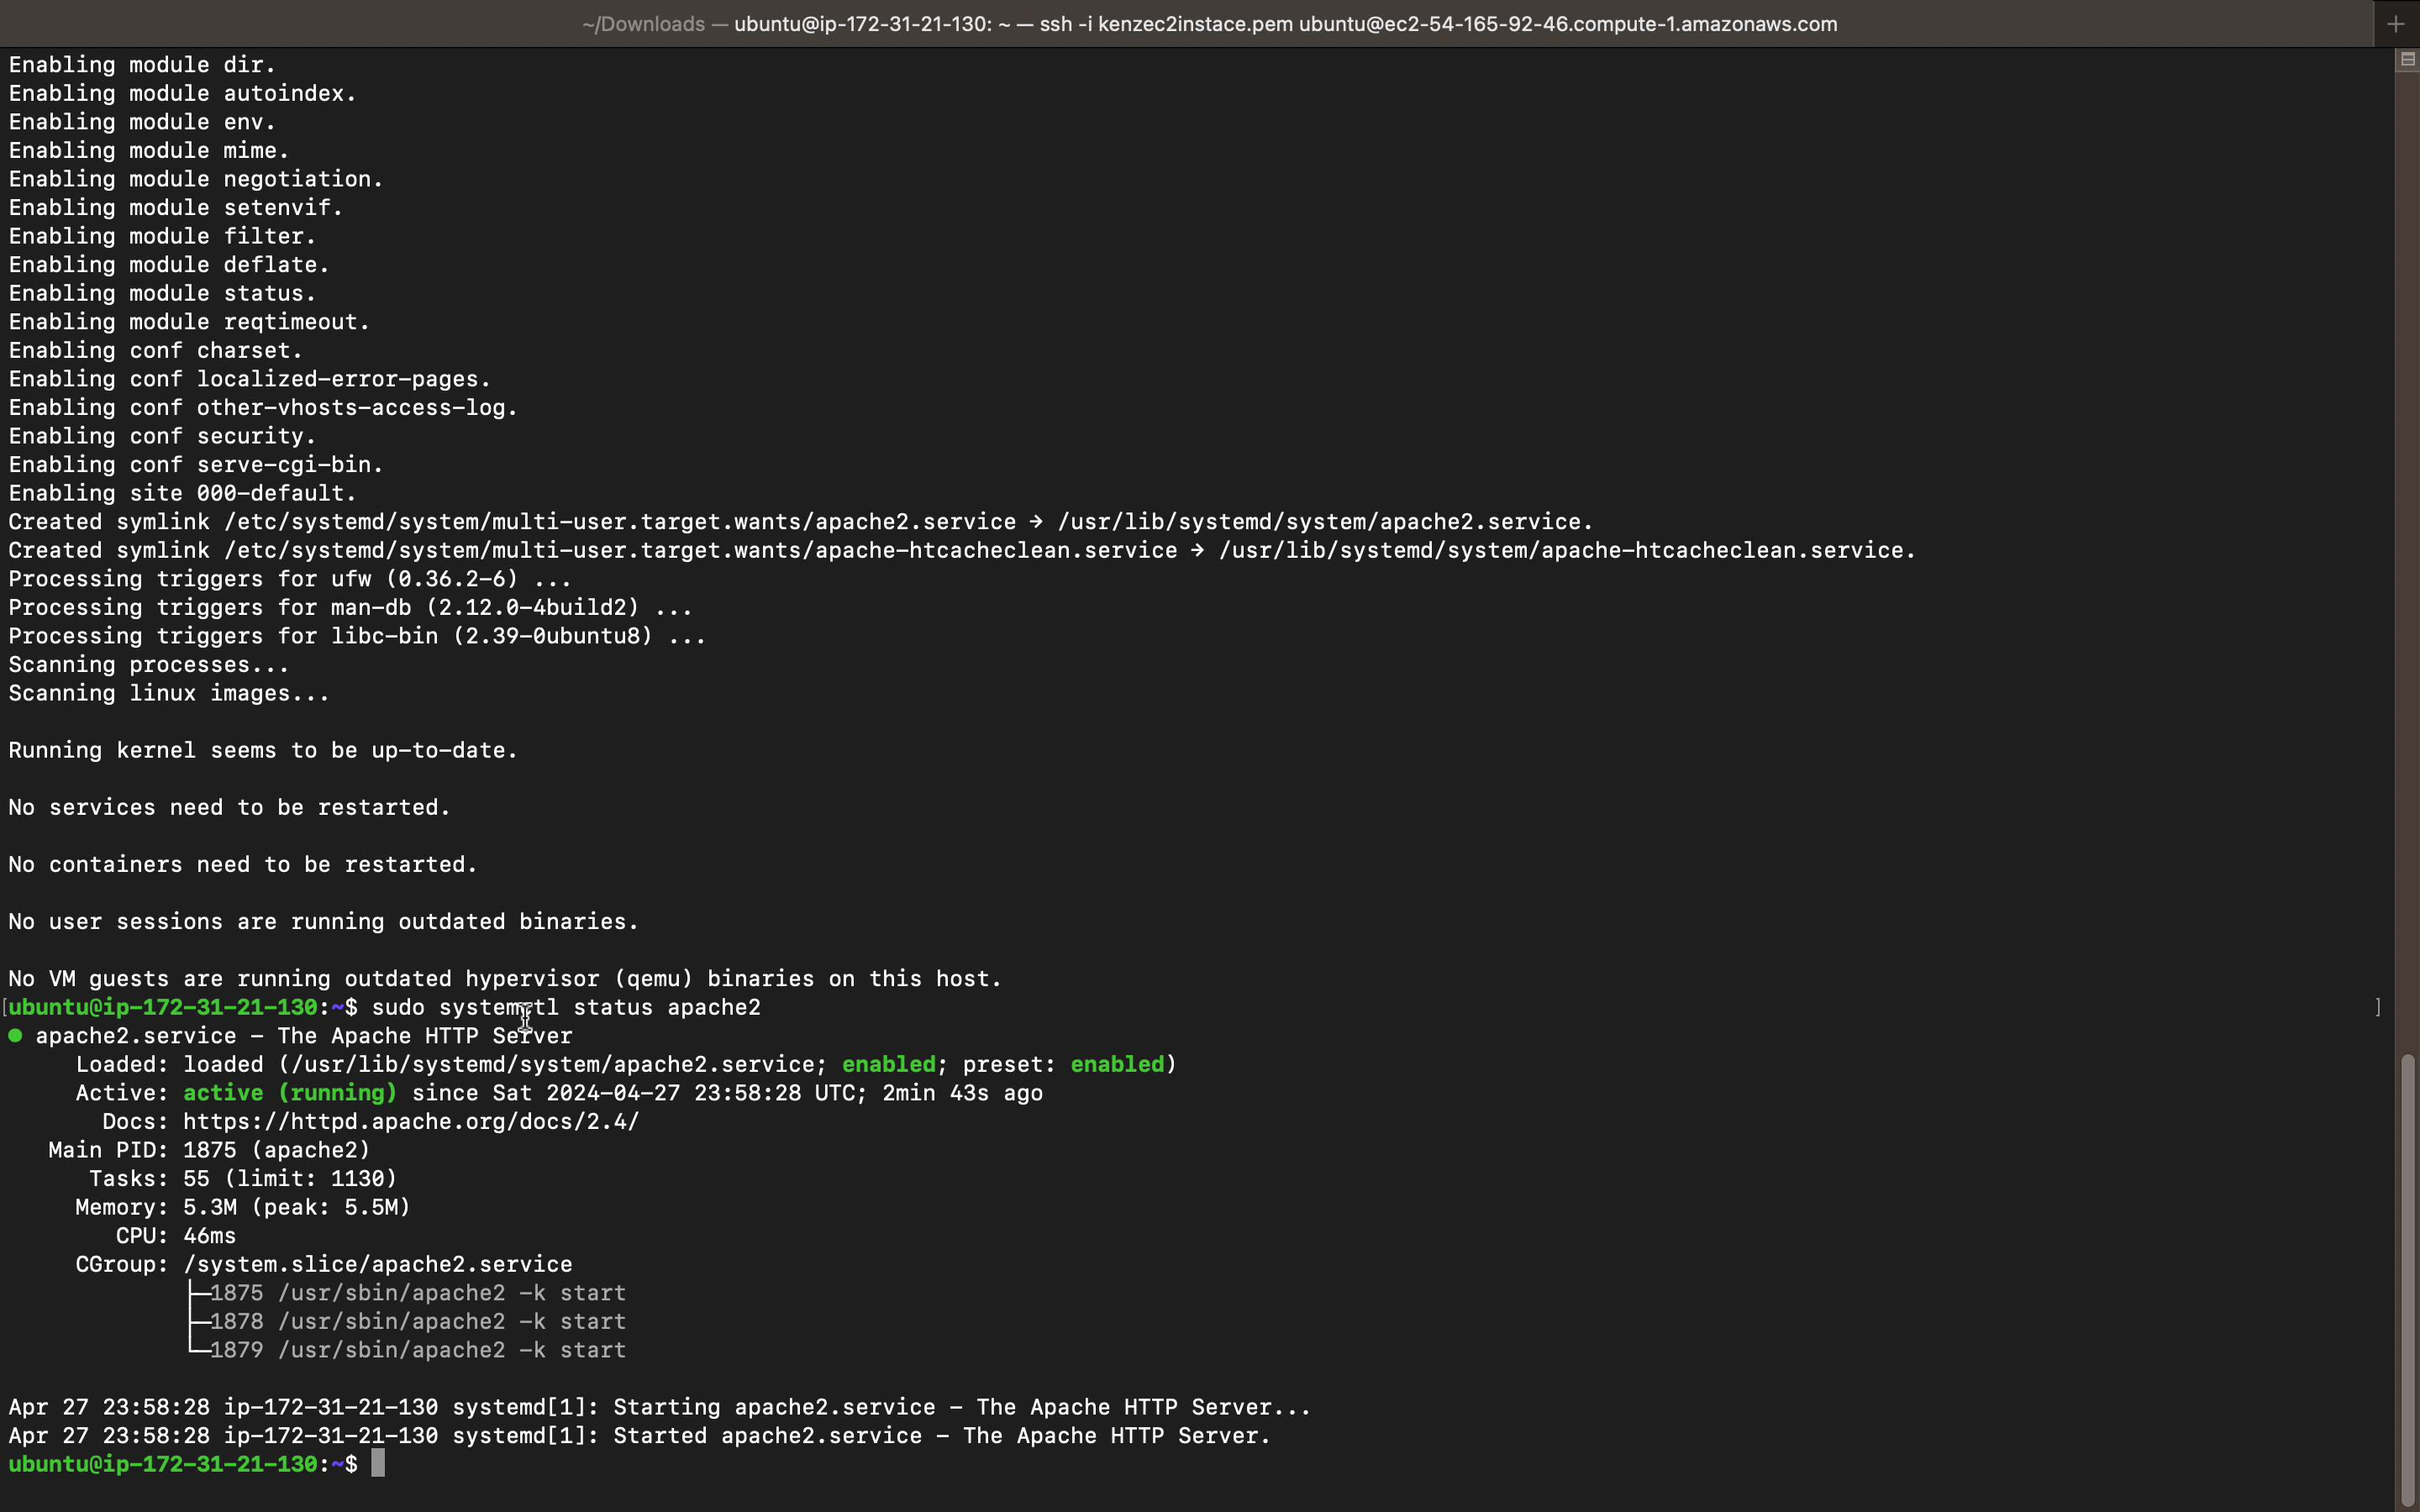 ~/Downloads — ubuntu@ip-172-31-21-130: ~ — ssh -i kenzec2instace.pem ubuntu@ec2-54-165-92-46.compute-1.amazonaws.com
Enabling module dir.
Enabling module autoindex.
Enabling module env.
Enabling module mime.
Enabling module negotiation.
Enabling module setenvif.
Enabling module filter.
Enabling module deflate.
Enabling module status.
Enabling module reqtimeout.
Enabling conf charset.
Enabling conf localized-error-pages.
Enabling conf other-vhosts-access-log.
Enabling conf security.
Enabling conf serve-cgi-bin.
Enabling site 000-default.
Created symlink /etc/systemd/system/multi-user.target.wants/apache2.service → /usr/lib/systemd/system/apache2.service.
Created symlink /etc/systemd/system/multi-user.target.wants/apache-htcacheclean.service → /usr/lib/systemd/system/apache-htcacheclean.service.
Processing triggers for ufw (0.36.2-6) ...
Processing triggers for man-db (2.12.0-4build2) ...
Processing triggers for libc-bin (2.39-0ubuntu8) ...
Scanning processes...
Scanning linux images...
Running kernel seems to be up-to-date.
No services need to be restarted.
No containers need to be restarted.
No user sessions are running outdated binaries.
No VM guests are running outdated hypervisor (qemu) binaries on this host.
[ubuntu@ip-172-31-21-130:~$ sudo systemctl status apache2 ]
● apache2.service - The Apache HTTP Server
Loaded: loaded (/usr/lib/systemd/system/apache2.service; enabled; preset: enabled)
Active: active (running) since Sat 2024-04-27 23:58:28 UTC; 2min 43s ago
Docs: https://httpd.apache.org/docs/2.4/
Main PID: 1875 (apache2)
Tasks: 55 (limit: 1130)
Memory: 5.3M (peak: 5.5M)
CPU: 46ms
CGroup: /system.slice/apache2.service
├─1875 /usr/sbin/apache2 -k start
├─1878 /usr/sbin/apache2 -k start
└─1879 /usr/sbin/apache2 -k start
Apr 27 23:58:28 ip-172-31-21-130 systemd[1]: Starting apache2.service - The Apache HTTP Server...
Apr 27 23:58:28 ip-172-31-21-130 systemd[1]: Started apache2.service - The Apache HTTP Server.
ubuntu@ip-172-31-21-130:~$